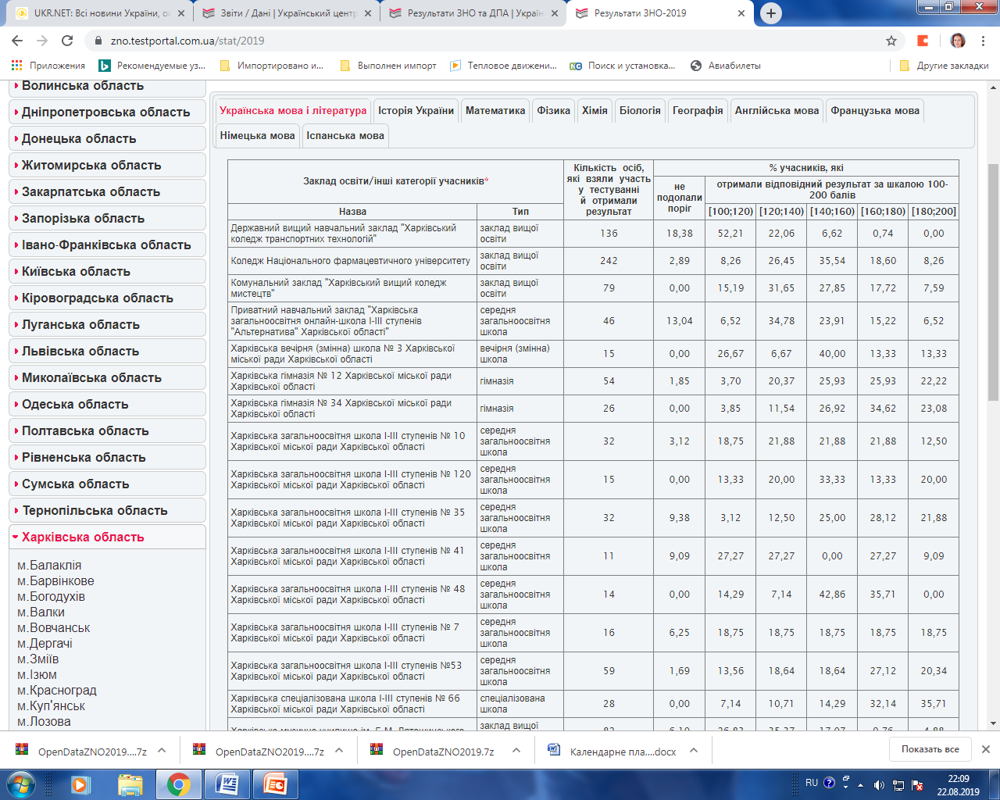 UKR.NET: Всі новини України, ос
Звіти / Дані | Український центр
Результати ЗНО та ДПА | Україн
Результати ЗНО-2019
zno.testportal.com.ua/stat/2019
Приложения
Рекомендуемые уз...
Импортировано и...
Выполнен импорт
Тепловое движени...
Поиск и установка...
Авиабилеты
Другие закладки
Волинська область
Дніпропетровська область
Донецька область
Житомирська область
Закарпатська область
Запорізька область
Івано-Франківська область
Київська область
Кіровоградська область
Луганська область
Львівська область
Миколаївська область
Одеська область
Полтавська область
Рівненська область
Сумська область
Тернопільська область
Харківська область
м.Балаклія
м.Барвінкове
м.Богодухів
м.Валки
м.Вовчанськ
м.Дергачі
м.Зміїв
м.Ізюм
м.Красноград
м.Куп'янськ
м.Лозова
Українська мова і література Історія України Математика Фізика Хімія Біологія Географія Англійська мова Французька мова
Німецька мова Іспанська мова
Заклад освіти/інші категорії учасників*
Кількість осіб,
які взяли участь
у тестуванні
й отримали
результат
% учасників, які
не
подолали
поріг
отримали відповідний результат за шкалою 100-
200 балів
Назва Тип [100;120) [120;140) [140;160) [160;180) [180;200]
Державний вищий навчальний заклад "Харківський
коледж транспортних технологій"
заклад вищої
освіти
136 18,38 52,21 22,06 6,62 0,74 0,00
Коледж Національного фармацевтичного університету
заклад вищої
освіти
242 2,89 8,26 26,45 35,54 18,60 8,26
Комунальний заклад "Харківський вищий коледж
мистецтв"
заклад вищої
освіти
79 0,00 15,19 31,65 27,85 17,72 7,59
Приватний навчальний заклад "Харківська
загальноосвітня онлайн-школа І-ІІІ ступенів
"Альтернатива" Харківської області"
середня
загальноосвітня
школа
46 13,04 6,52 34,78 23,91 15,22 6,52
Харківська вечірня (змінна) школа № 3 Харківської
міської ради Харківської області
вечірня (змінна)
школа
15 0,00 26,67 6,67 40,00 13,33 13,33
Харківська гімназія № 12 Харківської міської ради
Харківської області
гімназія
54 1,85 3,70 20,37 25,93 25,93 22,22
Харківська гімназія № 34 Харківської міської ради
Харківської області
гімназія
26 0,00 3,85 11,54 26,92 34,62 23,08
Харківська загальноосвітня школа І-ІІІ ступенів № 10
Харківської міської ради Харківської області
середня
загальноосвітня
школа
32 3,12 18,75 21,88 21,88 21,88 12,50
Харківська загальноосвітня школа І-ІІІ ступенів № 120
Харківської міської ради Харківської області
середня
загальноосвітня
школа
15 0,00 13,33 20,00 33,33 13,33 20,00
Харківська загальноосвітня школа І-ІІІ ступенів № 35
Харківської міської ради Харківської області
середня
загальноосвітня
школа
32 9,38 3,12 12,50 25,00 28,12 21,88
Харківська загальноосвітня школа І-ІІІ ступенів № 41
Харківської міської ради Харківської області
середня
загальноосвітня
школа
11 9,09 27,27 27,27 0,00 27,27 9,09
Харківська загальноосвітня школа І-ІІІ ступенів № 48
Харківської міської ради Харківської області
середня
загальноосвітня
школа
14 0,00 14,29 7,14 42,86 35,71 0,00
Харківська загальноосвітня школа І-ІІІ ступенів № 7
Харківської міської ради Харківської області
середня
загальноосвітня
школа
16 6,25 18,75 18,75 18,75 18,75 18,75
Харківська загальноосвітня школа І-ІІІ ступенів №53
Харківської міської ради Харківської області
середня
загальноосвітня
школа
59 1,69 13,56 18,64 18,64 27,12 20,34
Харківська спеціалізована школа І-ІІІ ступенів № 66
Харківської міської ради Харківської області
спеціалізована
школа
28 0,00 7,14 10,71 14,29 32,14 35,71
заклад вищої
OpenDataZNO2019....7z
OpenDataZNO2019....7z
OpenDataZNO2019.7z
Календарне пла....docx
Показать все
RU
22:09
22.08.2019